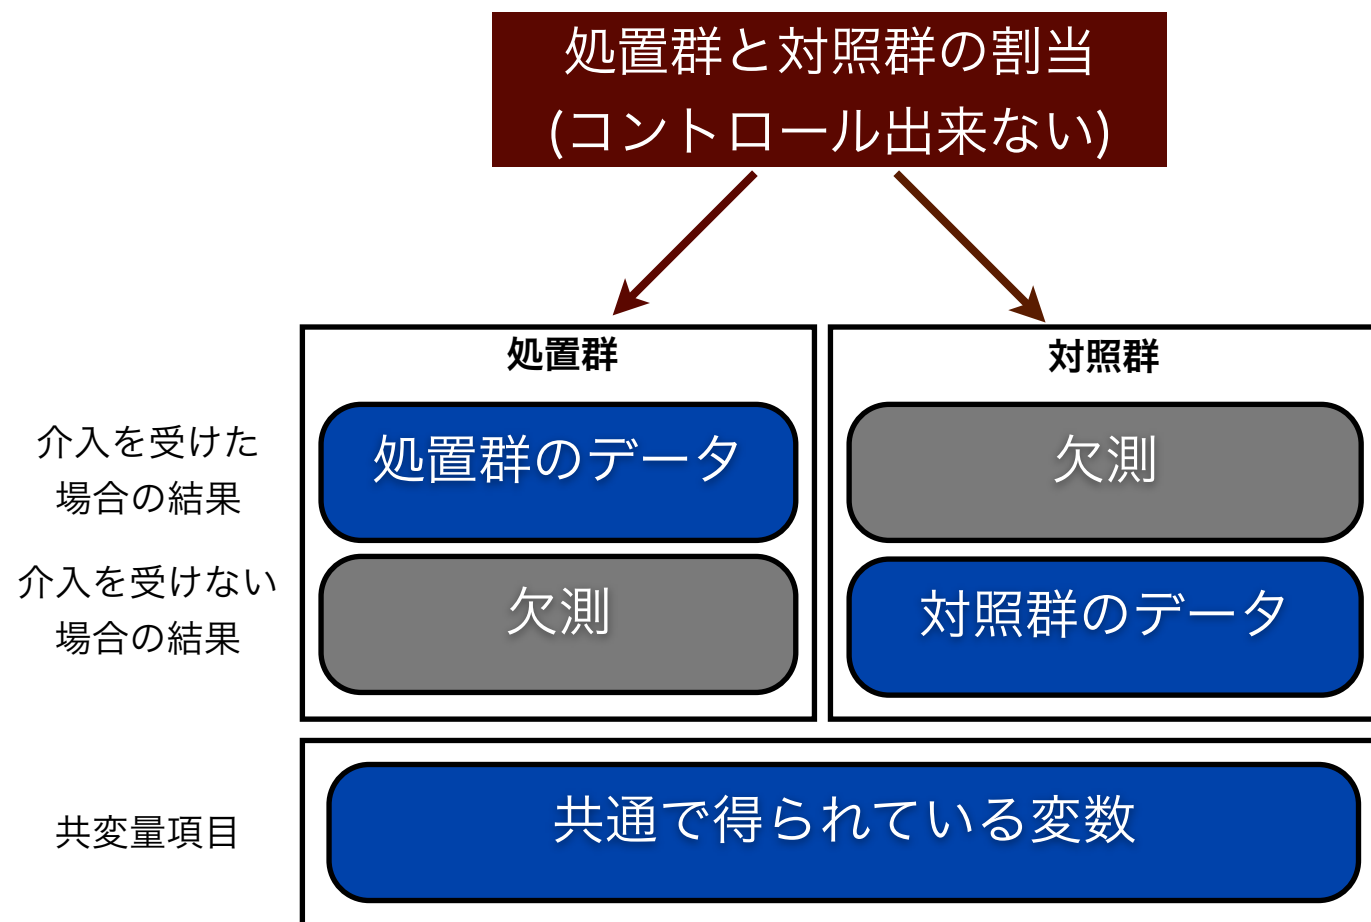 処置群と対照群の割当
(コントロール出来ない)
処置群
対照群
介入を受けた
場合の結果
処置群のデータ
欠測
介入を受けない
場合の結果
欠測
対照群のデータ
共変量項目
共通で得られている変数